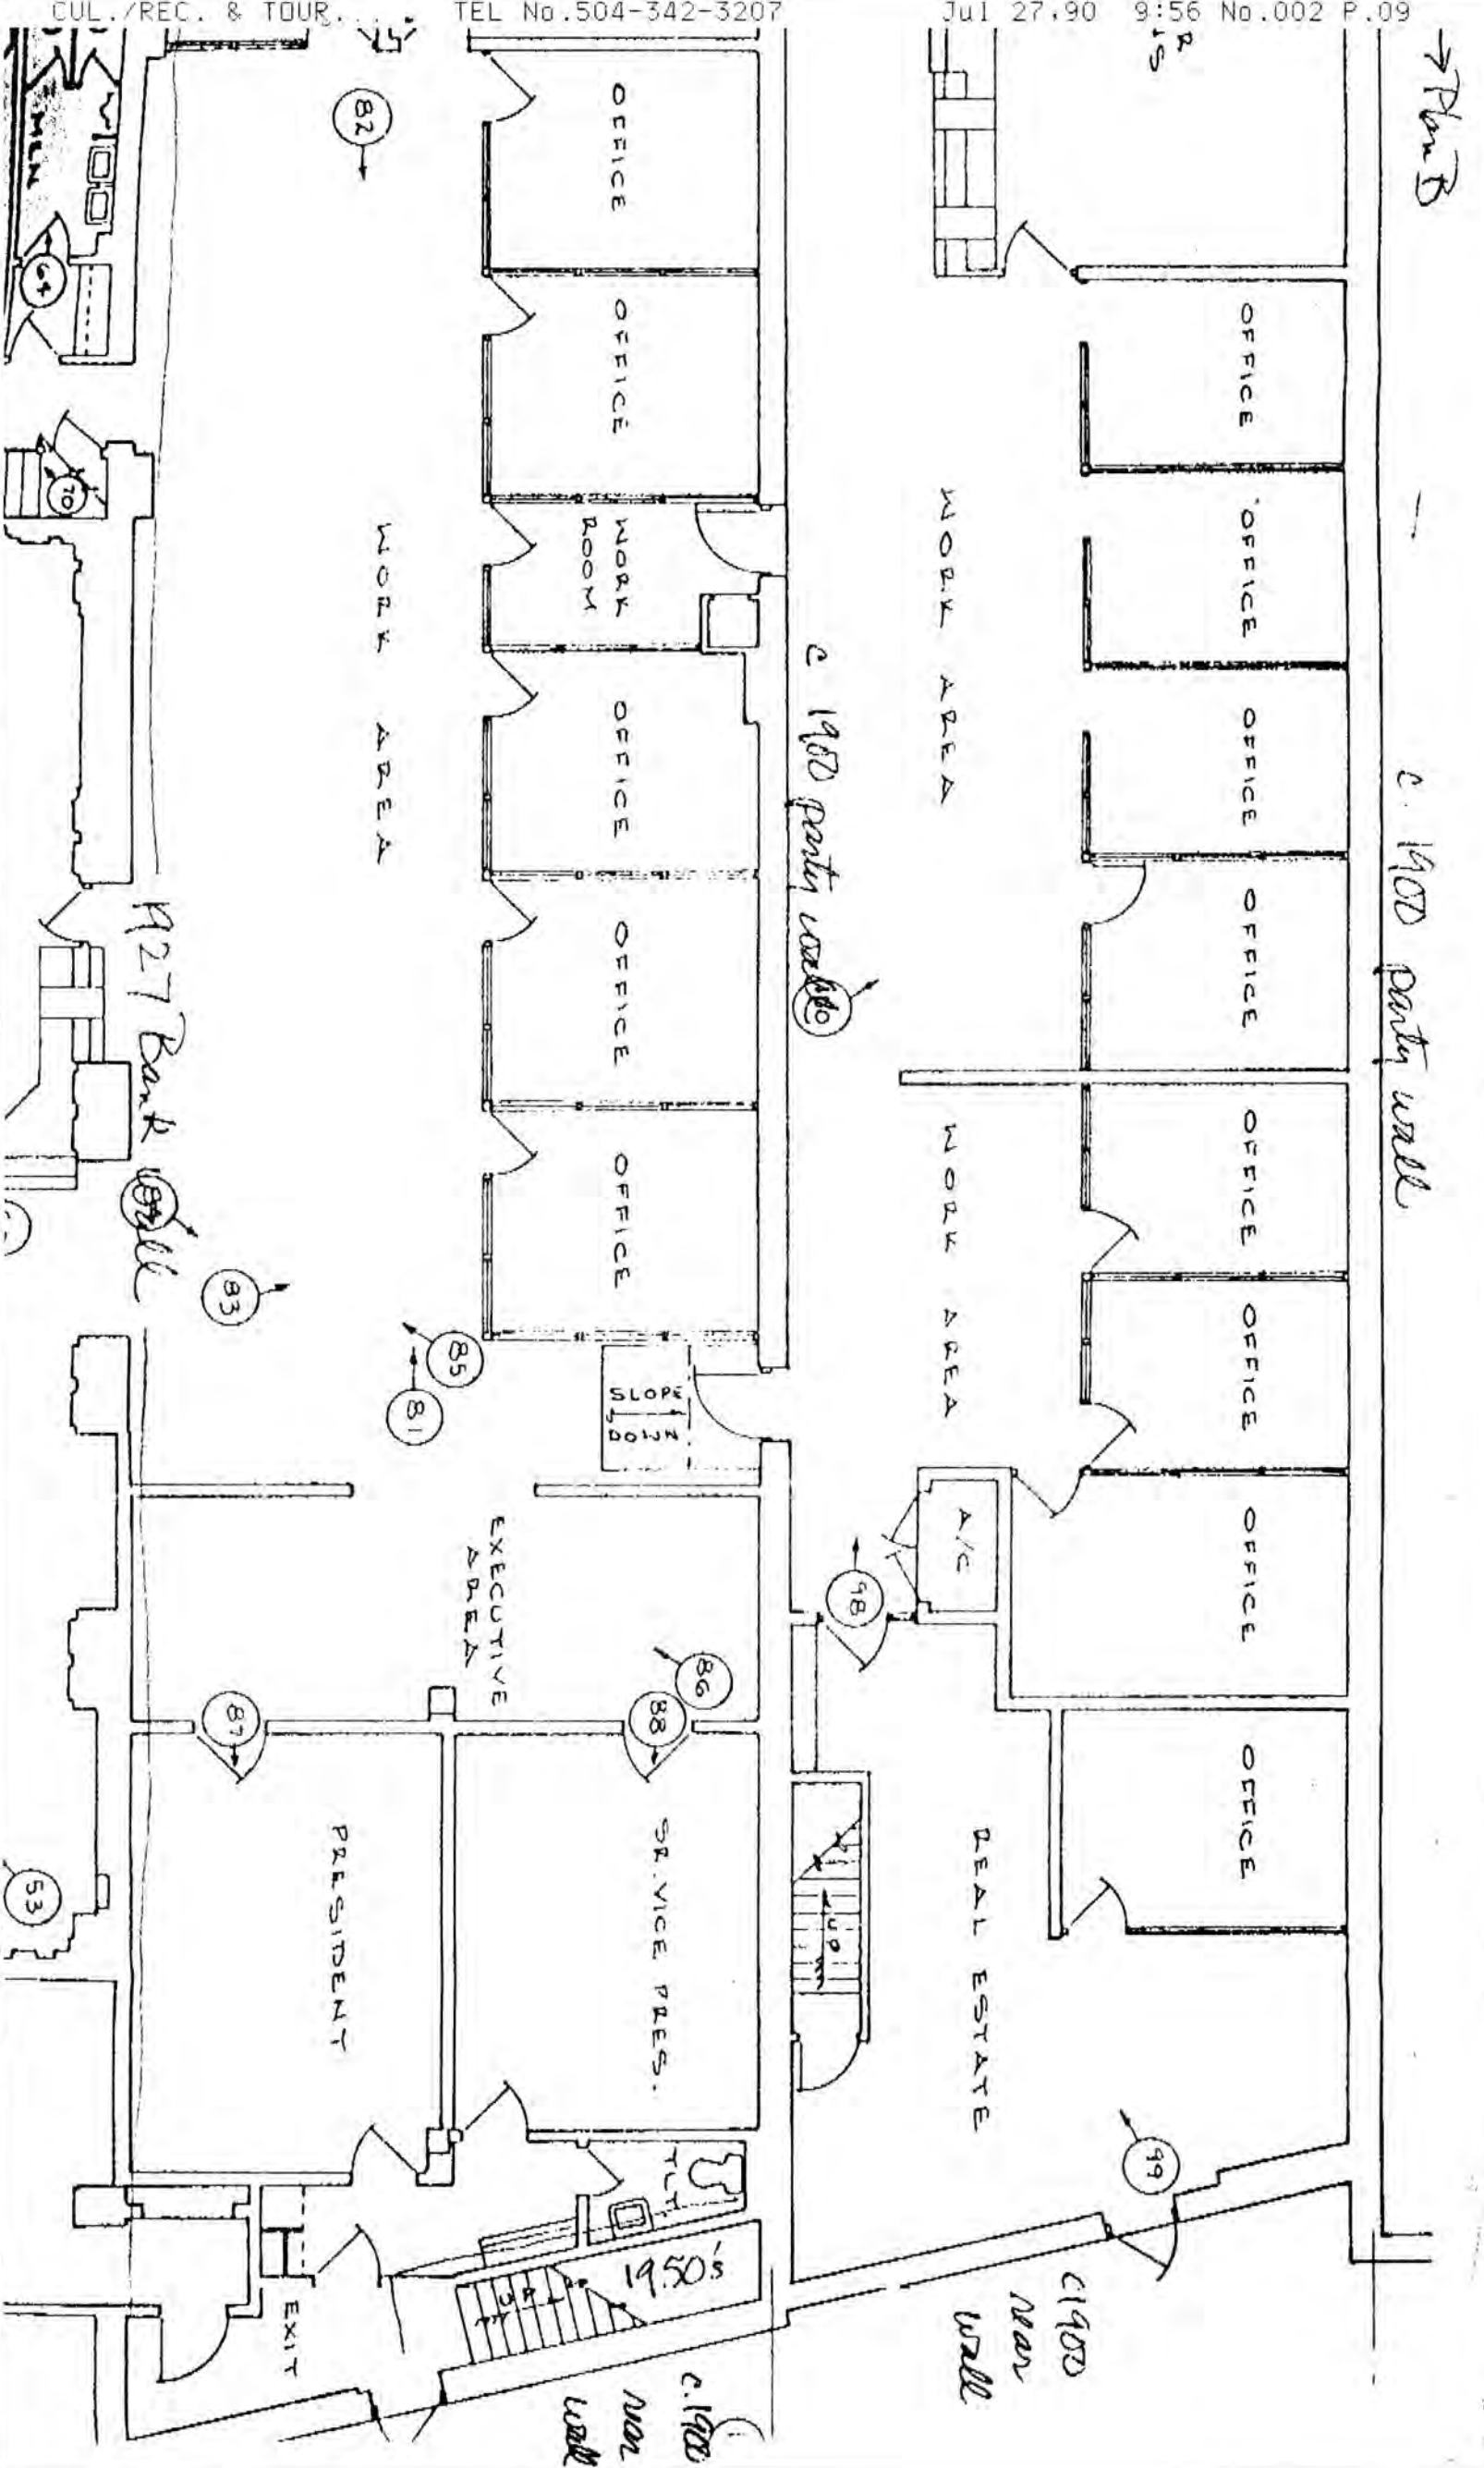 CUL./REC. & TOUR. TEL No.504-342-3207 Jul 27,90 9:56 No.002 P.09
→ Plan B
R
IS
MEN
64
82
70
OFFICE
OFFICE
WORK
ROOM
OFFICE
OFFICE
OFFICE
WORK AREA
1927 Bank wall
83
85
81
SLOPE
DOWN
EXECUTIVE
AREA
86
87
88
PRESIDENT
SR. VICE PRES.
53
TLT
UP
1950's
EXIT
c. 1900
rear
wall
c 1900 party wall
OFFICE
OFFICE
OFFICE
OFFICE
OFFICE
OFFICE
OFFICE
OFFICE
WORK AREA
WORK AREA
A/C
98
UP
REAL ESTATE
99
c. 1900 party wall
c1900
rear
wall